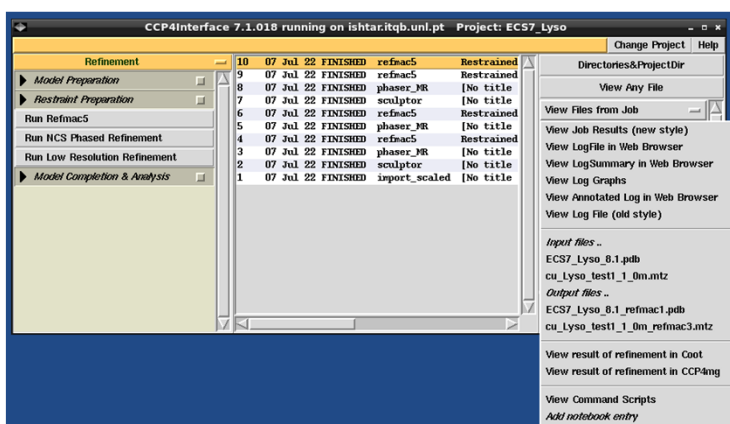 CCP4Interface 7.1.018 running on ishtar.itqb.unl.pt Project: ECS7_Lyso
Change Project Help
Refinement
Model Preparation
Restraint Preparation
Run Refmac5
Run NCS Phased Refinement
Run Low Resolution Refinement
Model Completion & Analysis
10 07 Jul 22 FINISHED refmac5 Restrained
9 07 Jul 22 FINISHED refmac5 Restrained
8 07 Jul 22 FINISHED phaser_MR [No title
7 07 Jul 22 FINISHED sculptor [No title
6 07 Jul 22 FINISHED refmac5 Restrained
5 07 Jul 22 FINISHED phaser_MR [No title
4 07 Jul 22 FINISHED refmac5 Restrained
3 07 Jul 22 FINISHED phaser_MR [No title
2 07 Jul 22 FINISHED sculptor [No title
1 07 Jul 22 FINISHED import_scaled [No title
Directories&ProjectDir
View Any File
View Files from Job
View Job Results (new style)
View LogFile in Web Browser
View LogSummary in Web Browser
View Log Graphs
View Annotated Log in Web Browser
View Log File (old style)
Input files ..
ECS7_Lyso_8.1.pdb
cu_Lyso_test1_1_0m.mtz
Output files ..
ECS7_Lyso_8.1_refmac1.pdb
cu_Lyso_test1_1_0m_refmac3.mtz
View result of refinement in Coot
View result of refinement in CCP4mg
View Command Scripts
Add notebook entry